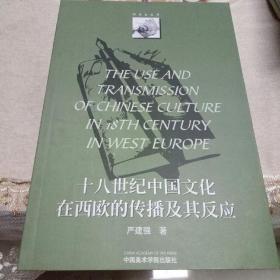 THE USE AND
TRANSMISSION
OF CHINESE CULTURE
IN 18TH CENTURY
IN WEST EUROPE
十八世纪中国文化
在西欧的传播及其反应
严建强 著
中国美术学院出版社